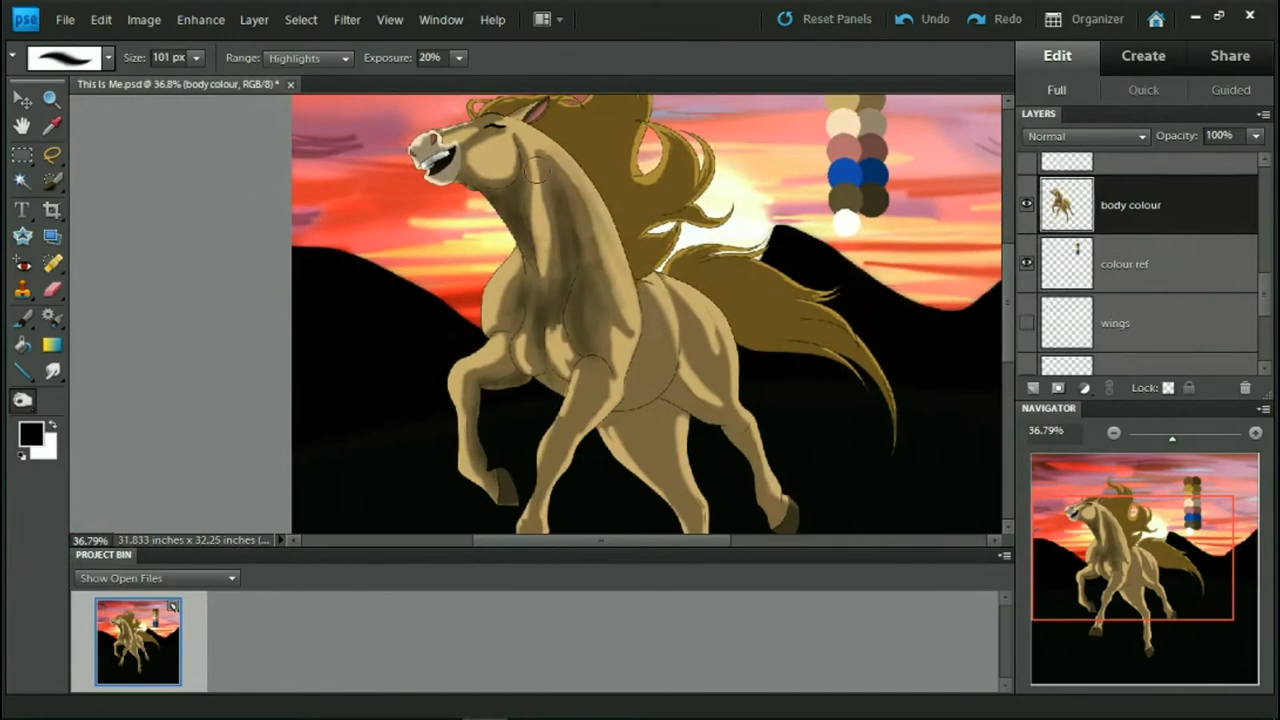 pse File Edit Image Enhance Layer Select Filter View Window Help Reset Panels Undo Redo Organizer
Size: 101 px Range: Highlights Exposure: 20%
Edit Create Share
This Is Me.psd @ 36.8% (body colour, RGB/8) *
Full Quick Guided
LAYERS
Normal Opacity: 100%
body colour
colour ref
wings
Lock:
NAVIGATOR
36.79%
36.79% 31.833 inches x 32.25 inches (...
PROJECT BIN
Show Open Files